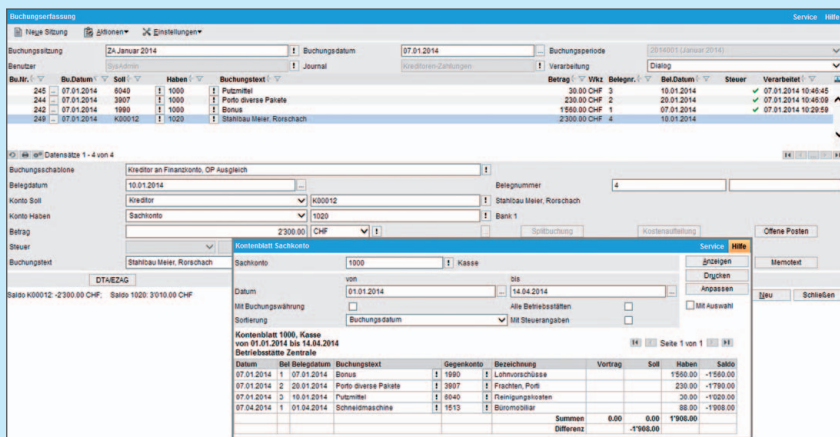 Buchungserfassung Service Hilfe
Neue Sitzung Aktionen Einstellungen
Buchungssitzung ZA Januar 2014 ! Buchungsdatum 07.01.2014 ... Buchungsperiode 2014001 (Januar 2014)
Benutzer SysAdmin ! Journal Kreditoren-Zahlungen ! Verarbeitung Dialog
Bu.Nr. Bu.Datum Soll Haben Buchungstext Betrag Wkz Belegnr. Bel.Datum Steuer Verarbeitet
245 ... 07.01.2014 6040 ! 1000 ! Putzmittel 30.00 CHF 3 10.01.2014 07.01.2014 10:46:45
244 ... 07.01.2014 3907 ! 1000 ! Porto diverse Pakete 230.00 CHF 2 20.01.2014 07.01.2014 10:46:09
242 ... 07.01.2014 1990 ! 1000 ! Bonus 1'560.00 CHF 1 07.01.2014 07.01.2014 10:29:59
249 ... 07.01.2014 K00012 ! 1020 ! Stahlbau Meier, Rorschach 2'300.00 CHF 4 10.01.2014
Datensätze 1 - 4 von 4
Buchungsschablone Kreditor an Finanzkonto, OP Ausgleich !
Belegdatum 10.01.2014 ... Belegnummer 4
Konto Soll Kreditor K00012 ! Stahlbau Meier, Rorschach
Konto Haben Sachkonto 1020 ! Bank 1
Betrag 2'300.00 CHF ! ... Splitbuchung Kostenaufteilung Offene Posten
Steuer
Buchungstext Stahlbau Meier, Rorschach Memotext
DTA/EZAG Neu Schließen
Saldo K00012: -2'300.00 CHF; Saldo 1020: 3'010.00 CHF
Kontenblatt Sachkonto Service Hilfe
Sachkonto 1000 ! Kasse Anzeigen
von bis Drucken
Datum 01.01.2014 ... 14.04.2014 ... Anpassen
Mit Buchungswährung Alle Betriebsstätten Mit Auswahl
Sortierung Buchungsdatum Mit Steuerangaben
Kontenblatt 1000, Kasse
von 01.01.2014 bis 14.04.2014 Seite 1 von 1
Betriebsstätte Zentrale
Datum Bel Belegdatum Buchungstext Gegenkonto Bezeichnung Vortrag Soll Haben Saldo
07.01.2014 1 07.01.2014 Bonus ! 1990 ! Lohnvorschüsse 1'560.00 -1'560.00
07.01.2014 2 20.01.2014 Porto diverse Pakete ! 3907 ! Frachten, Porti 230.00 -1'790.00
07.01.2014 3 10.01.2014 Putzmittel ! 6040 ! Reinigungskosten 30.00 -1'020.00
07.04.2014 1 01.04.2014 Schneidmaschine ! 1513 ! Büromobiliar 88.00 -1'908.00
Summen 0.00 0.00 1'908.00
Differenz -1'908.00